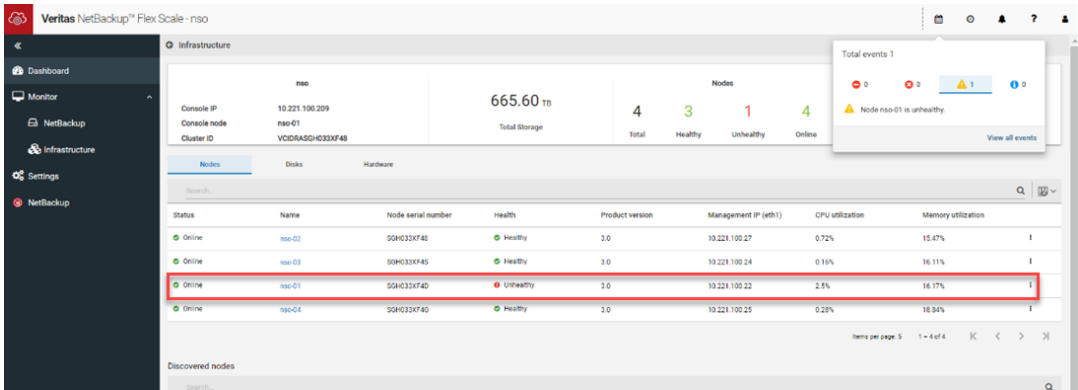 Veritas NetBackup™ Flex Scale - nso
Infrastructure
Dashboard
Monitor
NetBackup
Infrastructure
Settings
NetBackup
nso
Console IP 10.221.100.209
Console node nso-01
Cluster ID VCIDRASGH033XF48
665.60 TB
Total Storage
Nodes
4 3 1 4
Total Healthy Unhealthy Online
Total events 1
0 0 1 0
Node nso-01 is unhealthy.
View all events
Nodes Disks Hardware
Search...
Status Name Node serial number Health Product version Management IP (eth1) CPU utilization Memory utilization
Online nso-02 SGH033XF48 Healthy 3.0 10.221.100.27 0.72% 15.47%
Online nso-03 SGH033XF4S Healthy 3.0 10.221.100.24 0.16% 16.11%
Online nso-01 SGH033XF4D Unhealthy 3.0 10.221.100.22 2.5% 16.17%
Online nso-04 SGH033XF4G Healthy 3.0 10.221.100.25 0.28% 18.84%
Items per page: 5 1 – 4 of 4
Discovered nodes
Search...